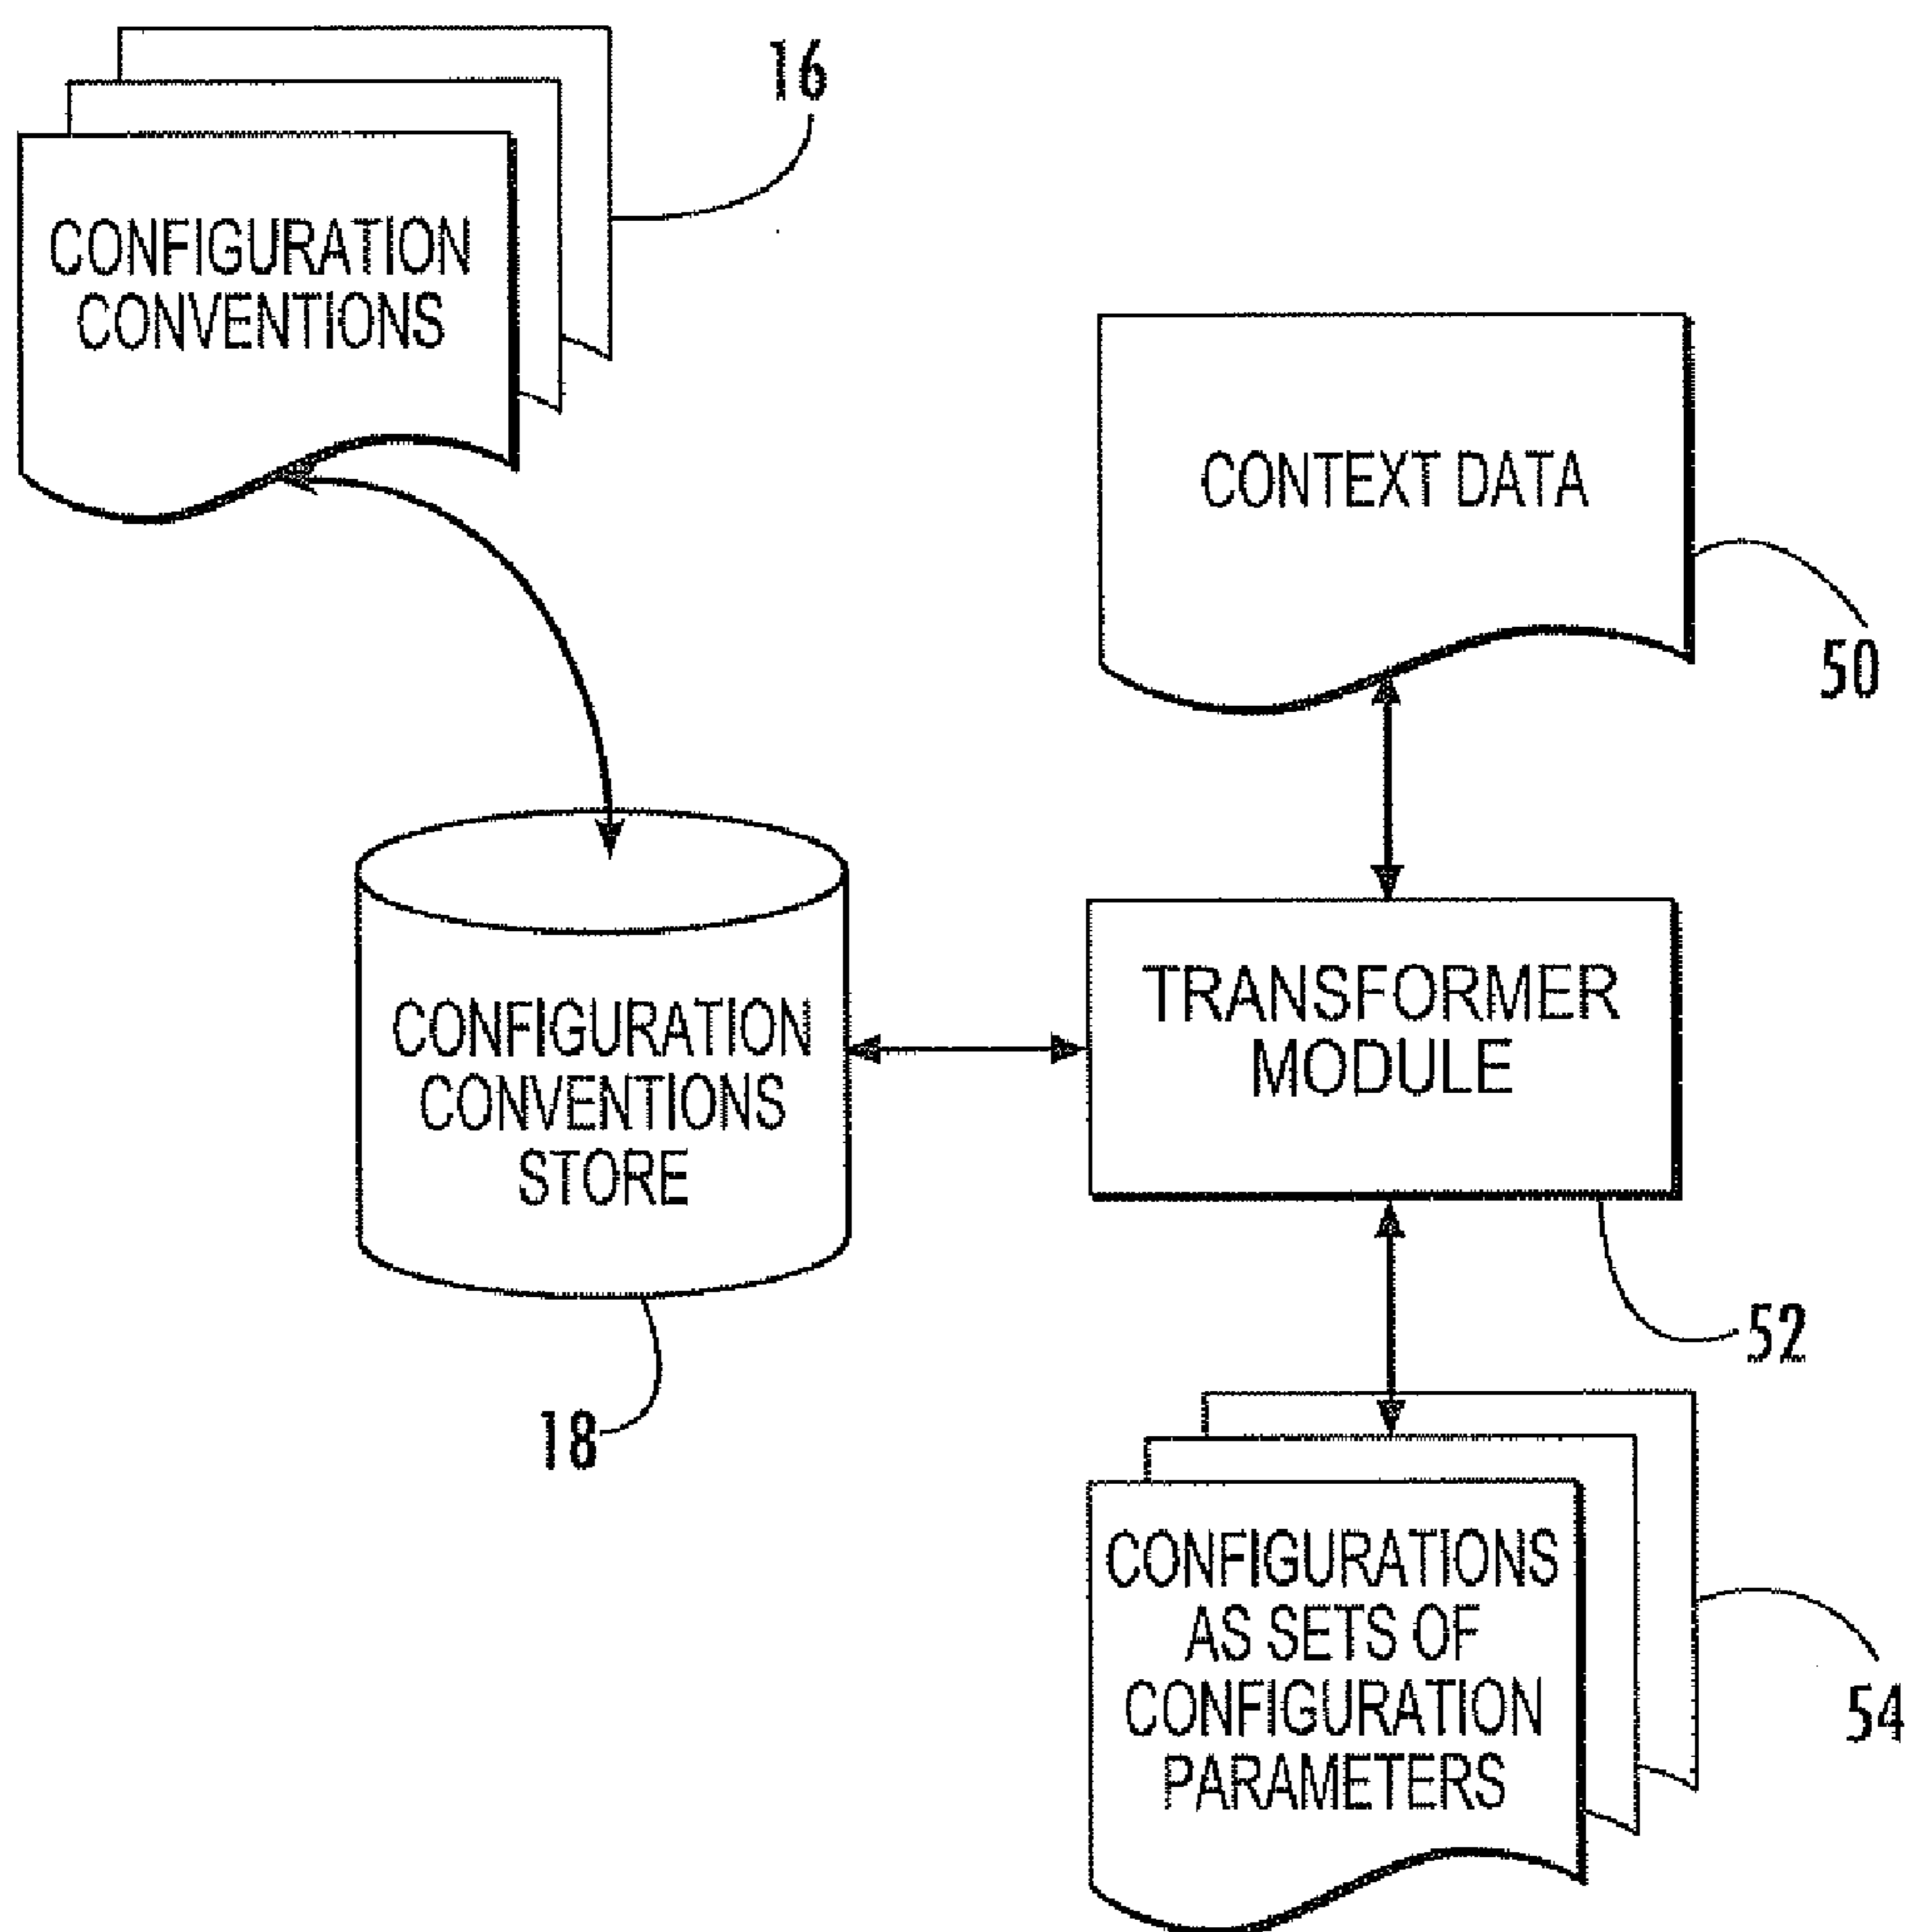 16
CONFIGURATION
CONVENTIONS
CONTEXT DATA
50
CONFIGURATION
CONVENTIONS
STORE
18
TRANSFORMER
MODULE
52
CONFIGURATIONS
AS SETS OF
CONFIGURATION
PARAMETERS
54